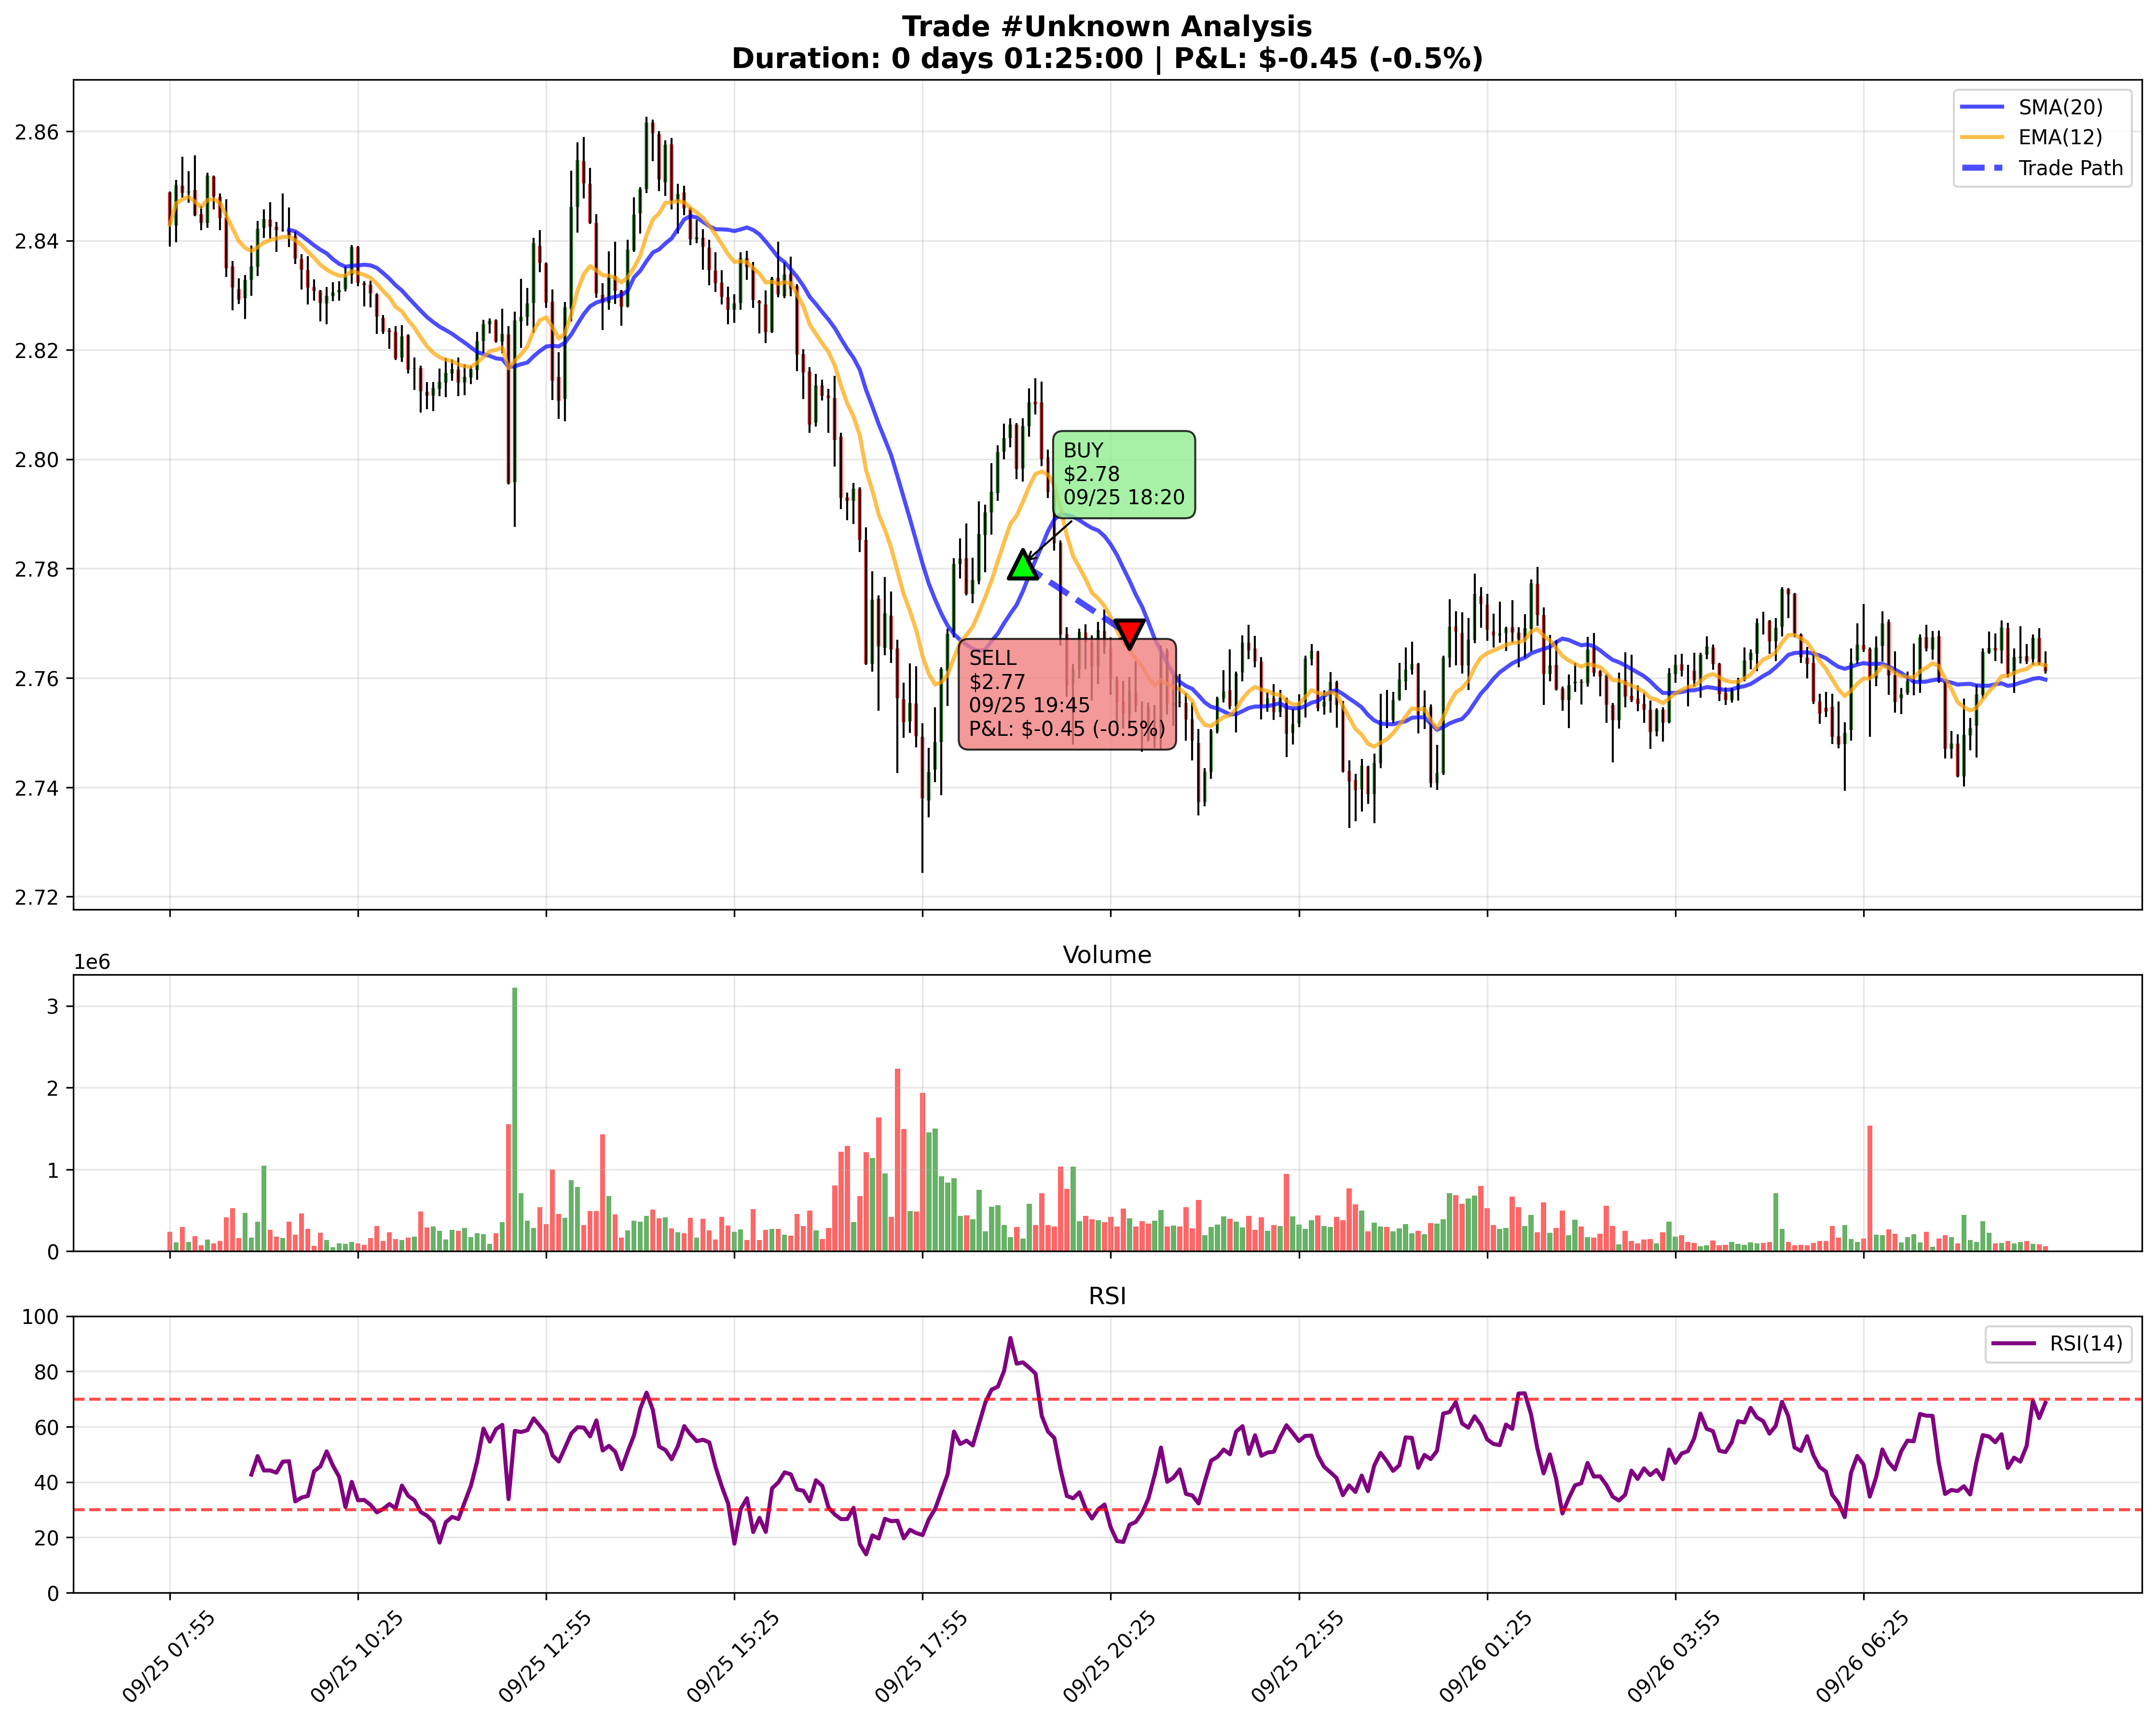 Trade #Unknown Analysis
Duration: 0 days 01:25:00 | P&L: $-0.45 (-0.5%)
SMA(20)
EMA(12)
Trade Path
2.86
2.84
2.82
2.80
2.78
2.76
2.74
2.72
BUY
$2.78
09/25 18:20
SELL
$2.77
09/25 19:45
P&L: $-0.45 (-0.5%)
Volume
1e6
3
2
1
0
RSI
RSI(14)
100
80
60
40
20
0
09/25 07:55
09/25 10:25
09/25 12:55
09/25 15:25
09/25 17:55
09/25 20:25
09/25 22:55
09/26 01:25
09/26 03:55
09/26 06:25